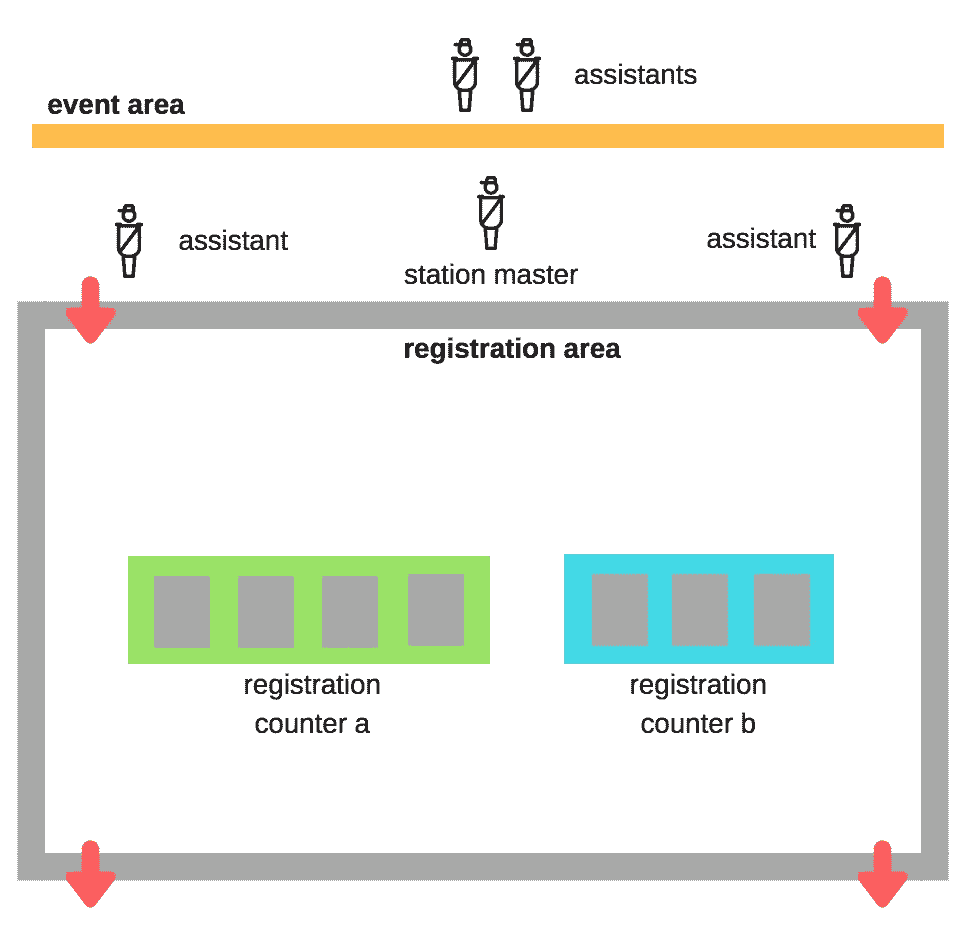 assistants
event area
assistant
assistant
station master
registration area
registration
counter a
registration
counter b